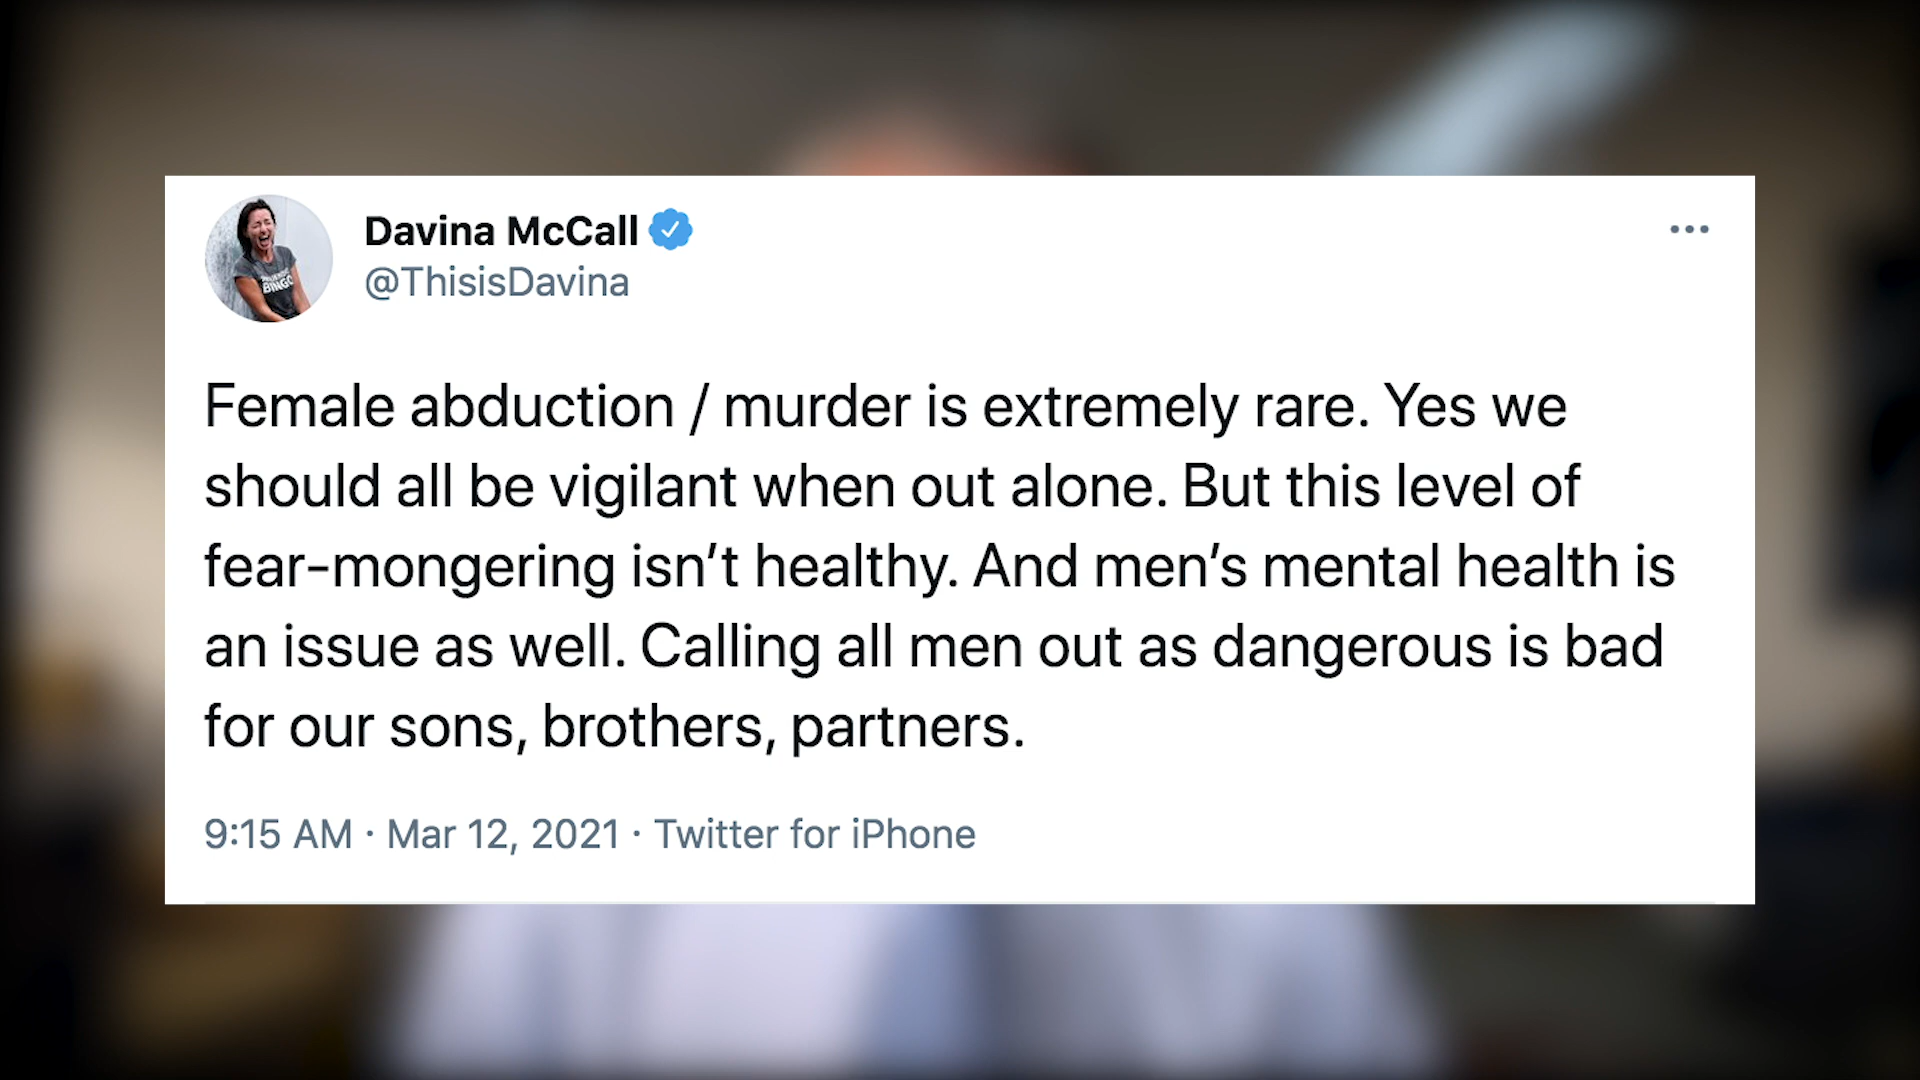 Davina McCall
@ThisisDavina
BINGO
Female abduction / murder is extremely rare. Yes we
should all be vigilant when out alone. But this level of
fear-mongering isn’t healthy. And men’s mental health is
an issue as well. Calling all men out as dangerous is bad
for our sons, brothers, partners.
9:15 AM · Mar 12, 2021 · Twitter for iPhone